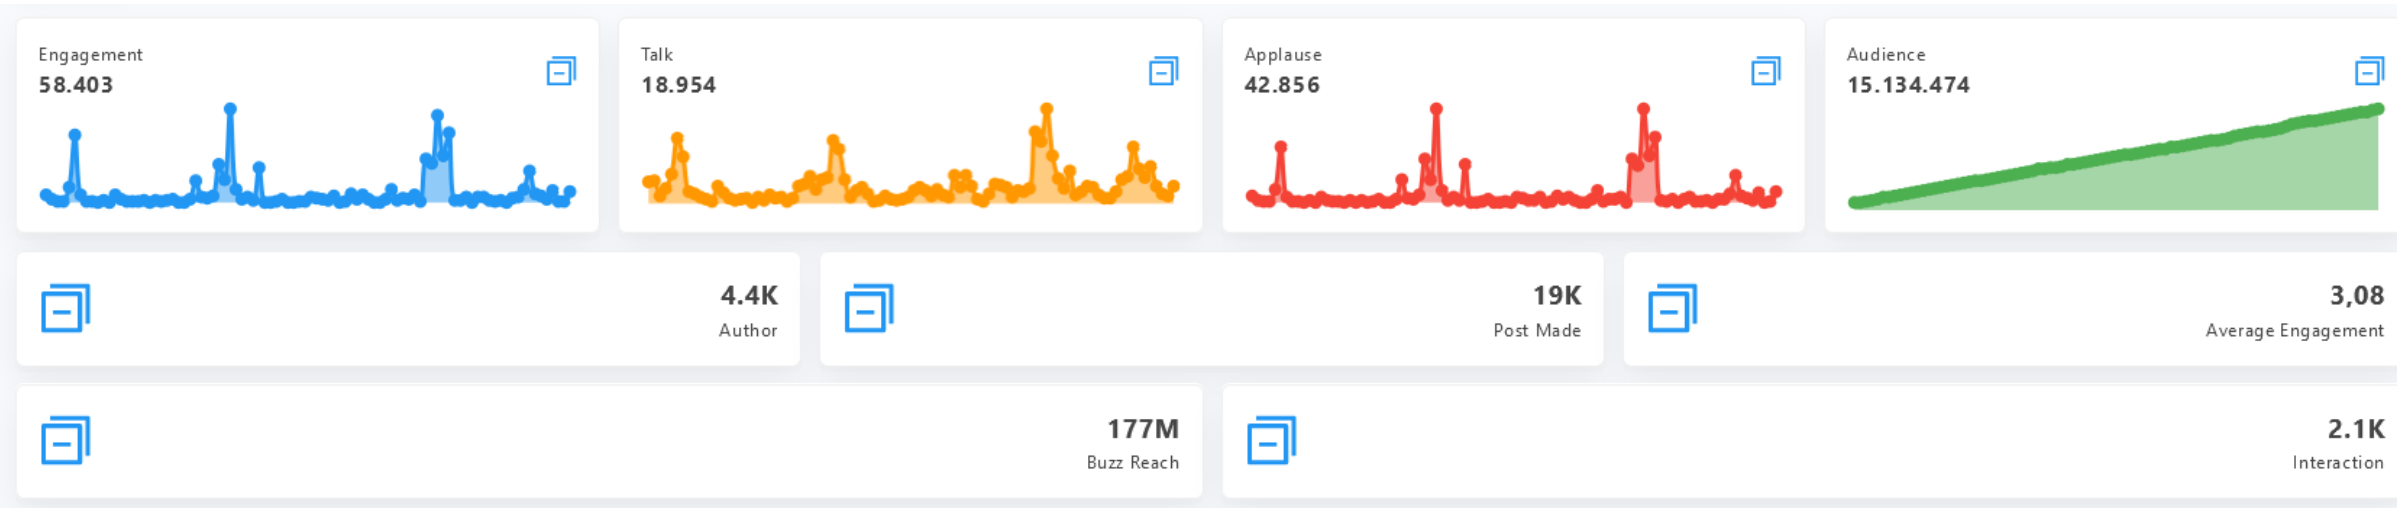 Engagement
58.403
Talk
18.954
Applause
42.856
Audience
15.134.474
4.4K
Author
19K
Post Made
3,08
Average Engagement
177M
Buzz Reach
2.1K
Interaction